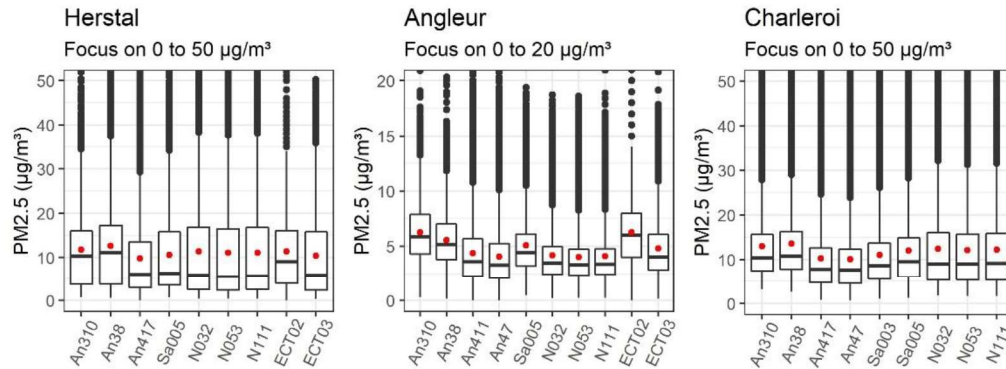 Herstal
Focus on 0 to 50 µg/m³
PM2.5 (µg/m³)
50
40
30
20
10
0
An310
An38
An417
Sa005
N032
N053
N111
ECT02
ECT03
Angleur
Focus on 0 to 20 µg/m³
PM2.5 (µg/m³)
20
15
10
5
0
An310
An38
An411
An47
Sa005
N032
N053
N111
ECT02
ECT03
Charleroi
Focus on 0 to 50 µg/m³
PM2.5 (µg/m³)
50
40
30
20
10
0
An310
An38
An417
An47
Sa003
Sa005
N032
N053
N111